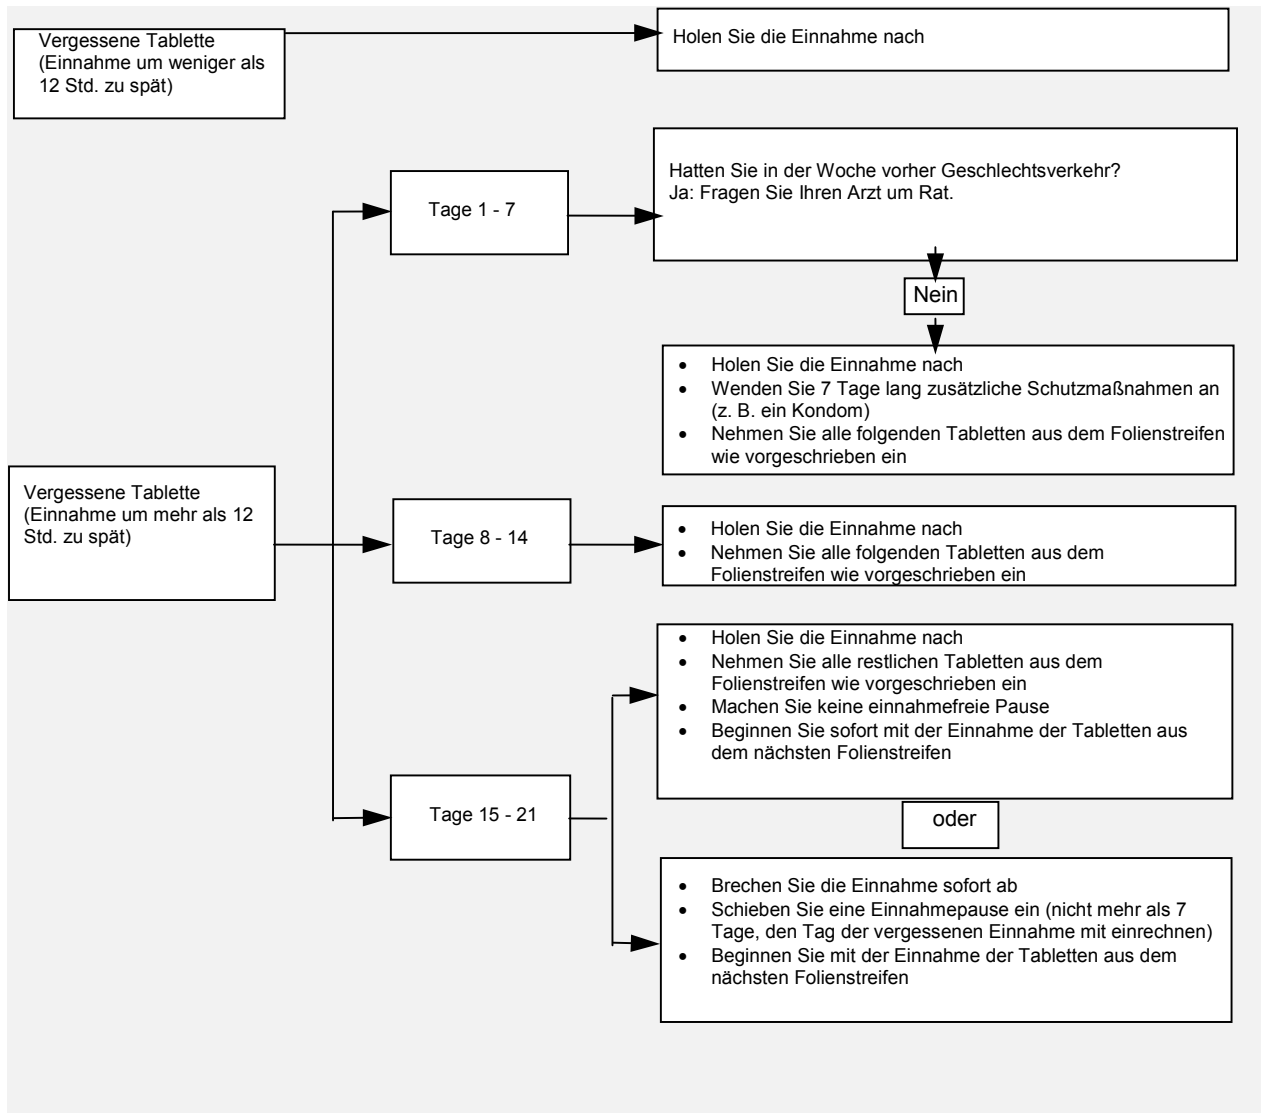 Vergessene Tablette
(Einnahme um weniger als
12 Std. zu spät)
Holen Sie die Einnahme nach
Hatten Sie in der Woche vorher Geschlechtsverkehr?
Ja: Fragen Sie Ihren Arzt um Rat.
Tage 1 - 7
Nein
• Holen Sie die Einnahme nach
• Wenden Sie 7 Tage lang zusätzliche Schutzmaßnahmen an
(z. B. ein Kondom)
• Nehmen Sie alle folgenden Tabletten aus dem Folienstreifen
wie vorgeschrieben ein
Vergessene Tablette
(Einnahme um mehr als 12
Std. zu spät)
Tage 8 - 14
• Holen Sie die Einnahme nach
• Nehmen Sie alle folgenden Tabletten aus dem
Folienstreifen wie vorgeschrieben ein
• Holen Sie die Einnahme nach
• Nehmen Sie alle restlichen Tabletten aus dem
Folienstreifen wie vorgeschrieben ein
• Machen Sie keine einnahmefreie Pause
• Beginnen Sie sofort mit der Einnahme der Tabletten aus
dem nächsten Folienstreifen
Tage 15 - 21
oder
• Brechen Sie die Einnahme sofort ab
• Schieben Sie eine Einnahmepause ein (nicht mehr als 7
Tage, den Tag der vergessenen Einnahme mit einrechnen)
• Beginnen Sie mit der Einnahme der Tabletten aus dem
nächsten Folienstreifen